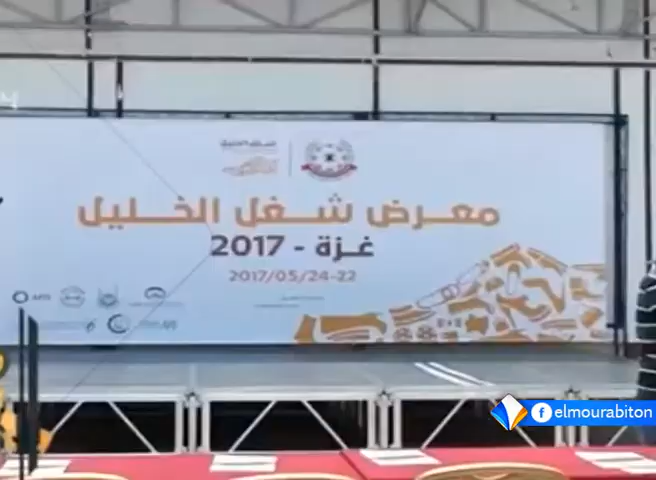 معرض شغل الخليل
غزة - 2017
2017/05/24-22
elmourabiton